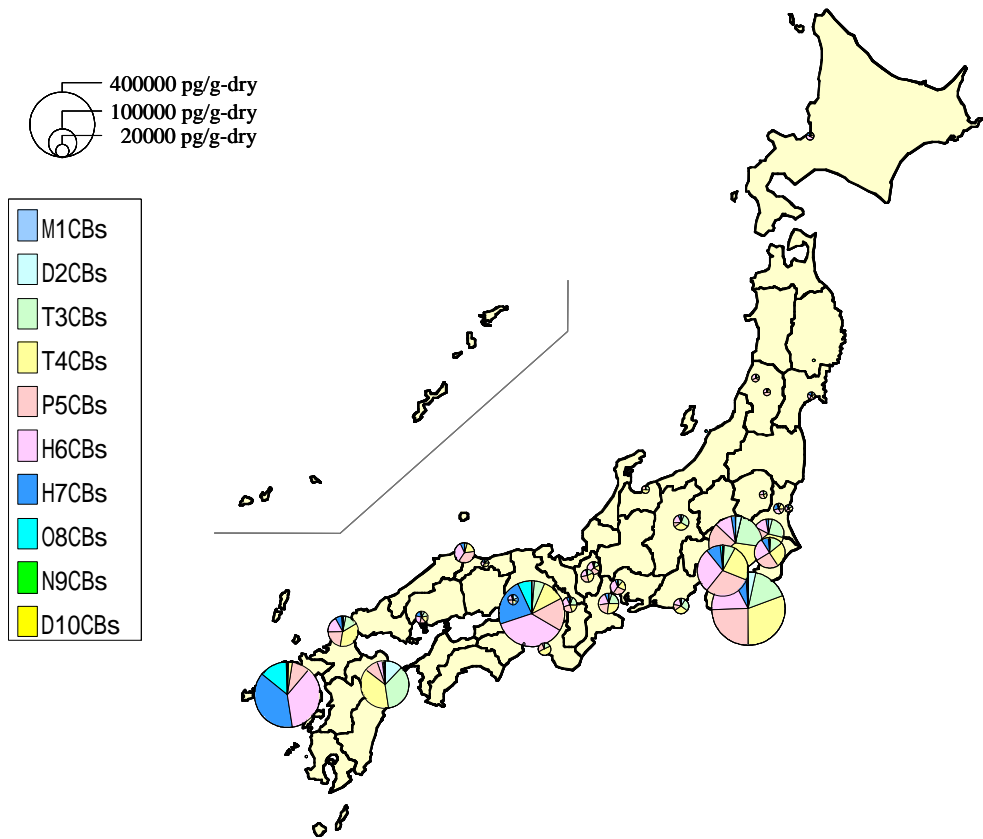 400000 pg/g-dry
100000 pg/g-dry
20000 pg/g-dry
M1CBs
D2CBs
T3CBs
T4CBs
P5CBs
H6CBs
H7CBs
O8CBs
N9CBs
D10CBs